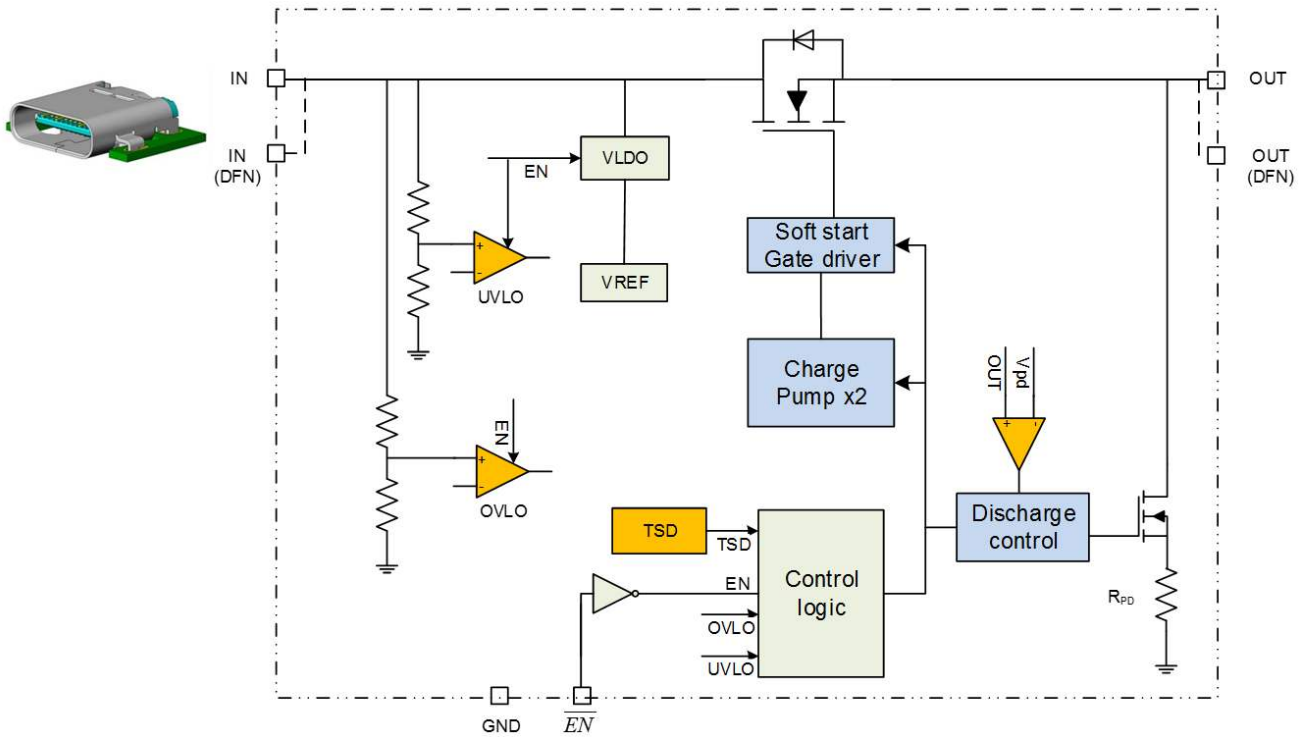 IN
OUT
IN
(DFN)
OUT
(DFN)
EN
VLDO
+
-
UVLO
VREF
Soft start
Gate driver
Charge
Pump x2
OUT
Vpd
+
-
EN
+
-
OVLO
TSD
TSD
EN
OVLO
UVLO
Control
logic
Discharge
control
RPD
GND
EN